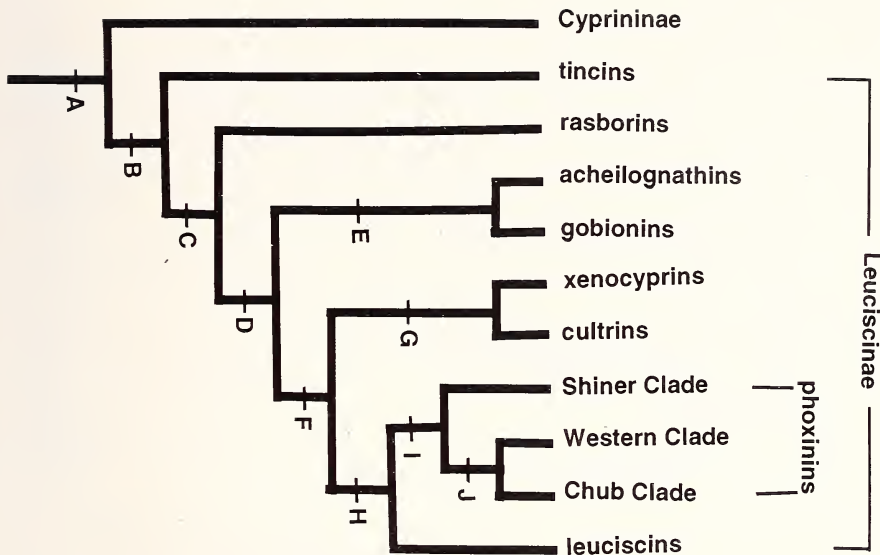 Cyprininae
tincins
rasborins
acheilognathins
gobionins
xenocyprins
cultrins
Shiner Clade
Western Clade
Chub Clade
leuciscins
phoxinins
Leuciscinae
A
B
C
D
E
F
G
H
I
J